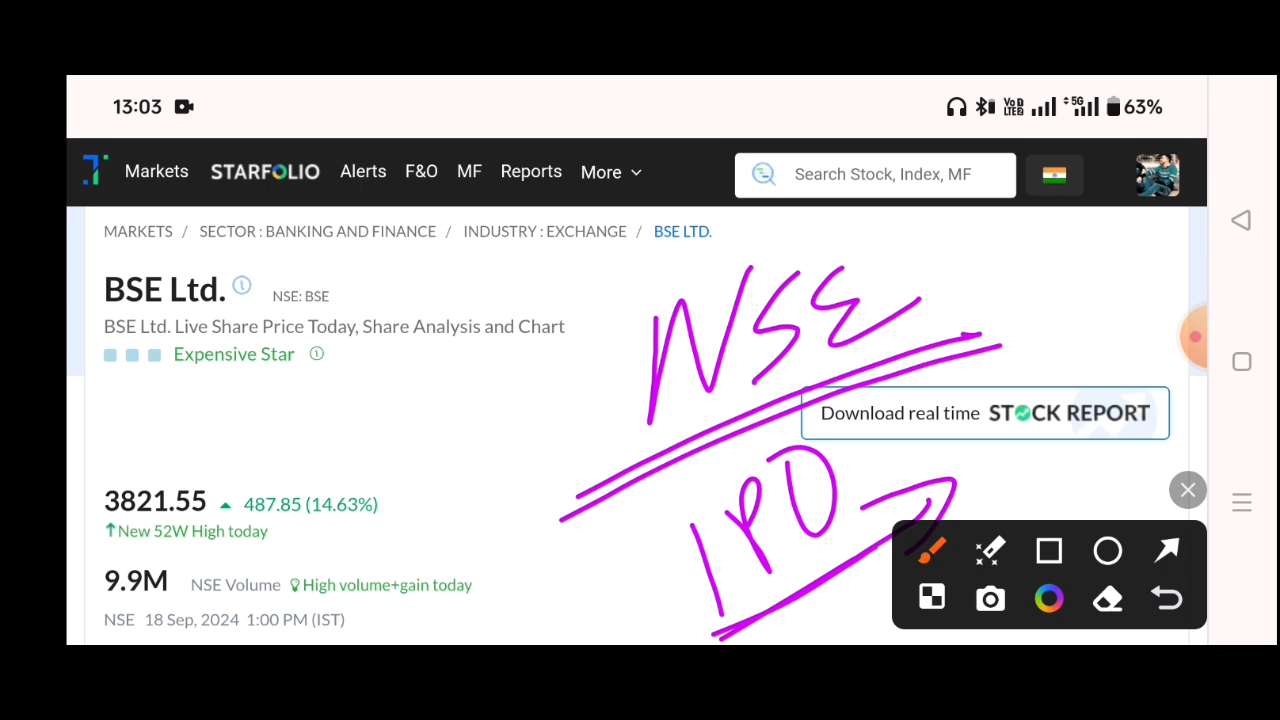 13:03 VoD LTE2 5G 63%
Markets STARFOLIO Alerts F&O MF Reports More Search Stock, Index, MF
MARKETS / SECTOR : BANKING AND FINANCE / INDUSTRY : EXCHANGE / BSE LTD.
BSE Ltd. NSE: BSE
BSE Ltd. Live Share Price Today, Share Analysis and Chart
Expensive Star
NSE
Download real time STOCK REPORT
IPO
3821.55 487.85 (14.63%)
New 52W High today
9.9M NSE Volume High volume+gain today
NSE 18 Sep, 2024 1:00 PM (IST)